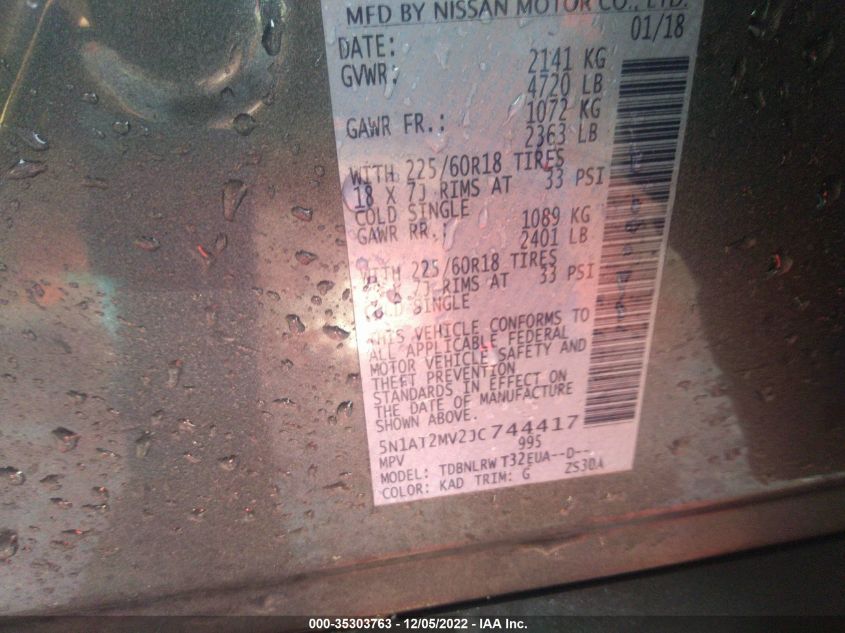 MFD BY NISSAN MOTOR CO., LTD.
DATE: 01/18
GVWR: 2141 KG
4720 LB
GAWR FR.: 1072 KG
2363 LB
WITH 225/60R18 TIRES
18 X 7J RIMS AT 33 PSI
COLD SINGLE
GAWR RR.: 1089 KG
2401 LB
WITH 225/60R18 TIRES
X 7J RIMS AT 33 PSI
COLD SINGLE
THIS VEHICLE CONFORMS TO
ALL APPLICABLE FEDERAL
MOTOR VEHICLE SAFETY AND
THEFT PREVENTION
STANDARDS IN EFFECT ON
THE DATE OF MANUFACTURE
SHOWN ABOVE.
5N1AT2MV2JC744417
MPV 995
MODEL: TDBNLRW T32EUA--D--
COLOR: KAD TRIM: G ZS30A
000-35303763 - 12/05/2022 - IAA Inc.